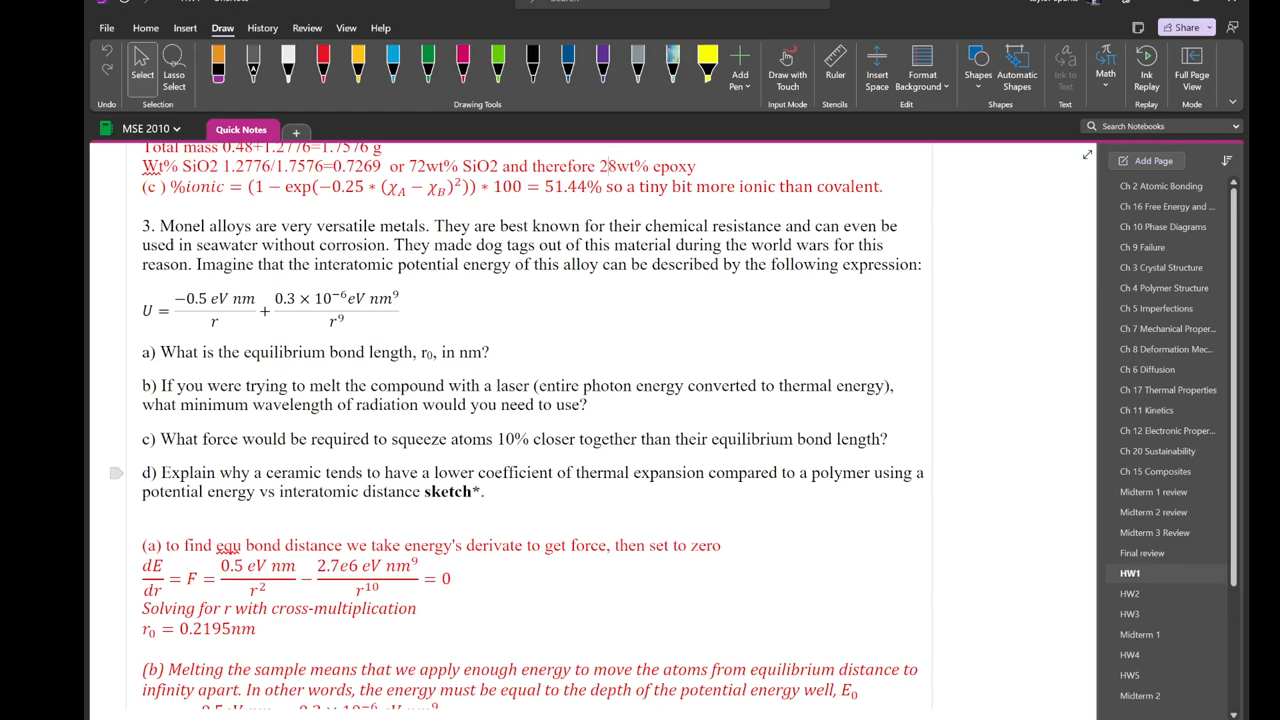 File Home Insert Draw History Review View Help Share
Undo Select Lasso Select Add Pen Draw with Touch Ruler Insert Space Format Background Shapes Automatic Shapes Ink to Text Math Ink Replay Full Page View
Selection Drawing Tools Input Mode Stencils Edit Shapes Text Math Replay Mode
MSE 2010 Quick Notes + Search Notebooks
Total mass 0.48+1.2776=1.7576 g
Wt% SiO2 1.2776/1.7576=0.7269 or 72wt% SiO2 and therefore 28wt% epoxy
(c ) %ionic = (1 − exp(−0.25 ∗ (χA − χB)²)) ∗ 100 = 51.44% so a tiny bit more ionic than covalent.
3. Monel alloys are very versatile metals. They are best known for their chemical resistance and can even be
used in seawater without corrosion. They made dog tags out of this material during the world wars for this
reason. Imagine that the interatomic potential energy of this alloy can be described by the following expression:
U = −0.5 eV nm / r + 0.3 × 10⁻⁶eV nm⁹ / r⁹
a) What is the equilibrium bond length, r₀, in nm?
b) If you were trying to melt the compound with a laser (entire photon energy converted to thermal energy),
what minimum wavelength of radiation would you need to use?
c) What force would be required to squeeze atoms 10% closer together than their equilibrium bond length?
d) Explain why a ceramic tends to have a lower coefficient of thermal expansion compared to a polymer using a
potential energy vs interatomic distance sketch*.
(a) to find equ bond distance we take energy's derivate to get force, then set to zero
dE/dr = F = 0.5 eV nm / r² − 2.7e6 eV nm⁹ / r¹⁰ = 0
Solving for r with cross-multiplication
r₀ = 0.2195nm
(b) Melting the sample means that we apply enough energy to move the atoms from equilibrium distance to
infinity apart. In other words, the energy must be equal to the depth of the potential energy well, E₀
Add Page
Ch 2 Atomic Bonding
Ch 16 Free Energy and ...
Ch 10 Phase Diagrams
Ch 9 Failure
Ch 3 Crystal Structure
Ch 4 Polymer Structure
Ch 5 Imperfections
Ch 7 Mechanical Proper...
Ch 8 Deformation Mec...
Ch 6 Diffusion
Ch 17 Thermal Properties
Ch 11 Kinetics
Ch 12 Electronic Proper...
Ch 20 Sustainability
Ch 15 Composites
Midterm 1 review
Midterm 2 review
Midterm 3 Review
Final review
HW1
HW2
HW3
Midterm 1
HW4
HW5
Midterm 2